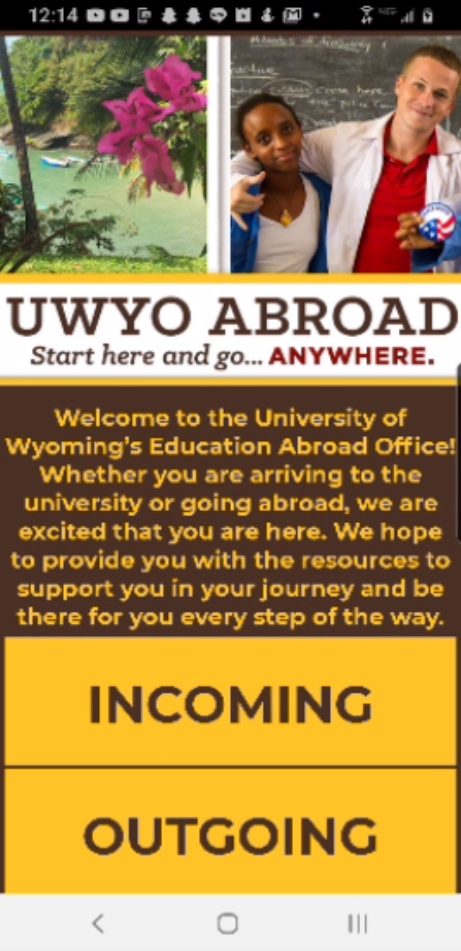 12:14
UWYO ABROAD
Start here and go... ANYWHERE.
Welcome to the University of
Wyoming's Education Abroad Office!
Whether you are arriving to the
university or going abroad, we are
excited that you are here. We hope
to provide you with the resources to
support you in your journey and be
there for you every step of the way.
INCOMING
OUTGOING